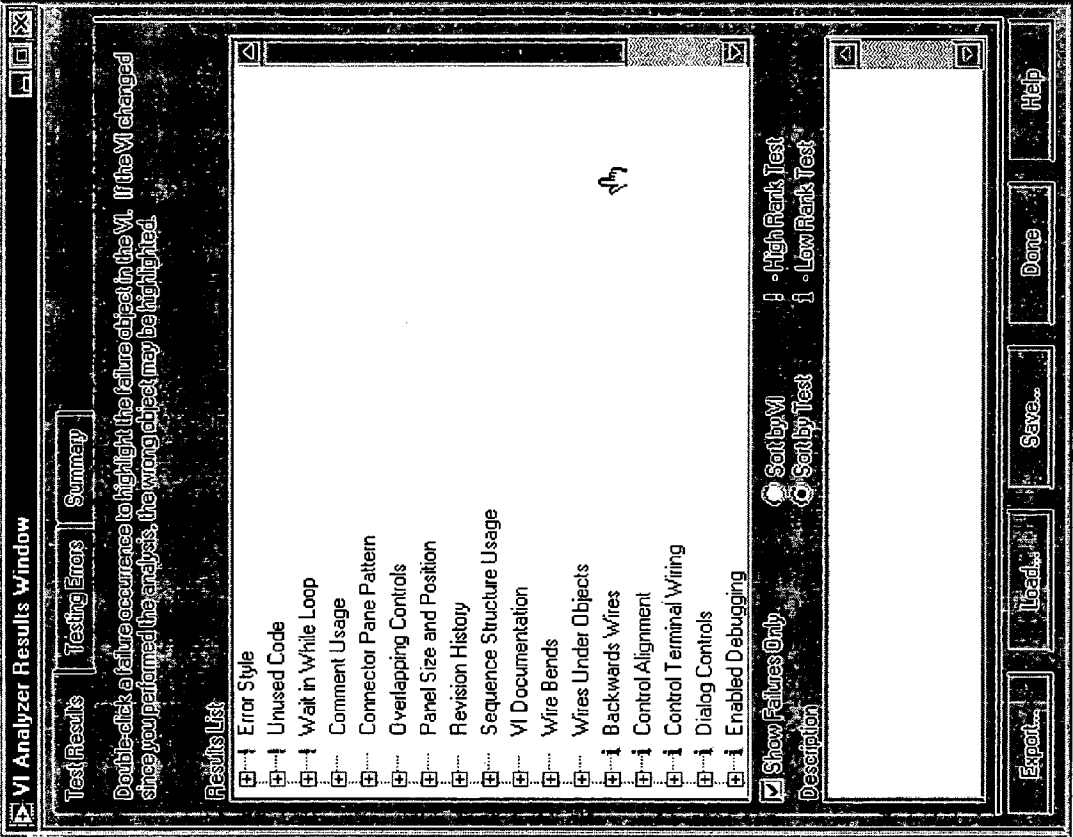 VI Analyzer Results Window
Test Results
Testing Errors
Summary
Double-click a failure occurrence to highlight the failure object in the VI. If the VI changed
since you performed the analysis, the wrong object may be highlighted.
Results List
! Error Style
! Unused Code
! Wait in While Loop
Comment Usage
Connector Pane Pattern
Overlapping Controls
Panel Size and Position
Revision History
Sequence Structure Usage
VI Documentation
Wire Bends
Wires Under Objects
i Backwards Wires
i Control Alignment
i Control Terminal Wiring
i Dialog Controls
i Enabled Debugging
Show Failures Only
Sort by VI
! - High Rank Test
Sort by Test
i - Low Rank Test
Description
Export...
Load...
Save...
Done
Help